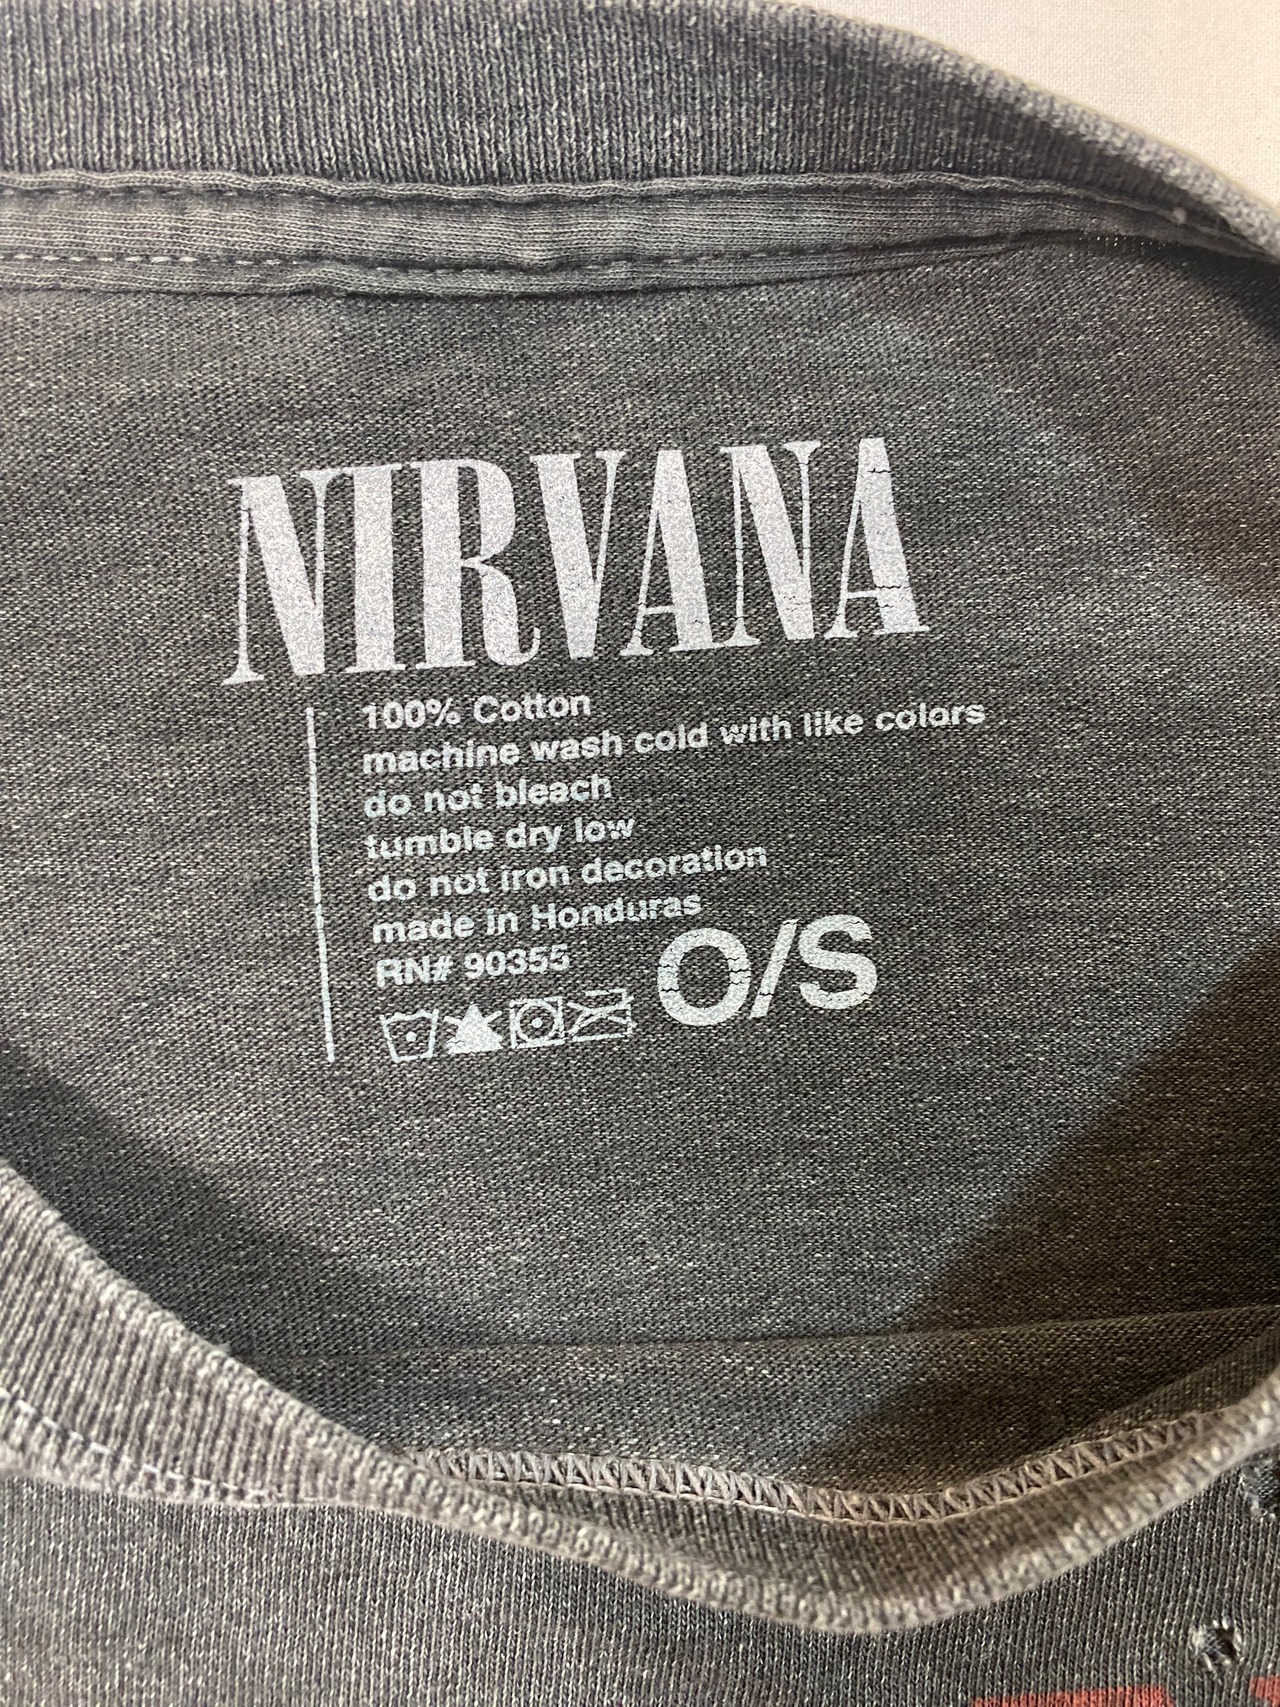 NIRVANA
100% Cotton
machine wash cold with like colors
do not bleach
tumble dry low
do not iron decoration
made in Honduras
RN# 90355
O/S